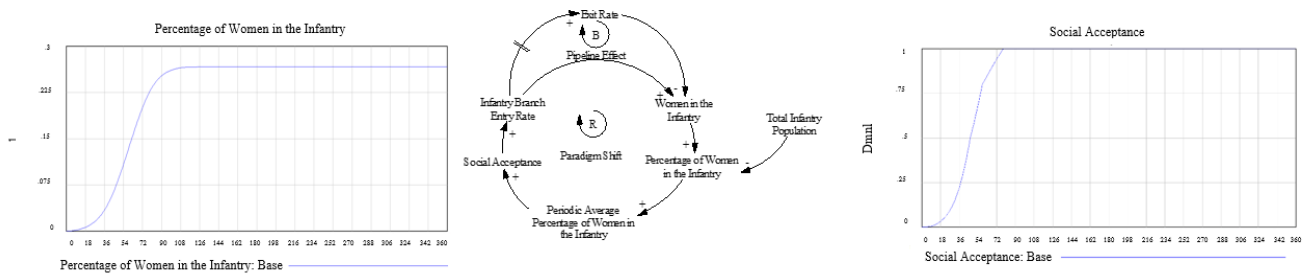 Percentage of Women in the Infantry
.3
.225
.15
.075
0
1
0 18 36 54 72 90 108 126 144 162 180 198 216 234 252 270 288 306 324 342 360
Percentage of Women in the Infantry: Base
Exit Rate
+
B
Pipeline Effect
+
-
Infantry Branch
Entry Rate
Women in the
Infantry
+
R
Total Infantry
Population
+
Social Acceptance
Paradigm Shift
Percentage of Women
in the Infantry
-
+
+
Periodic Average
Percentage of Women in
the Infantry
Social Acceptance
1
.75
.5
.25
0
Dmnl
0 18 36 54 72 90 108 126 144 162 180 198 216 234 252 270 288 306 324 342 360
Social Acceptance: Base